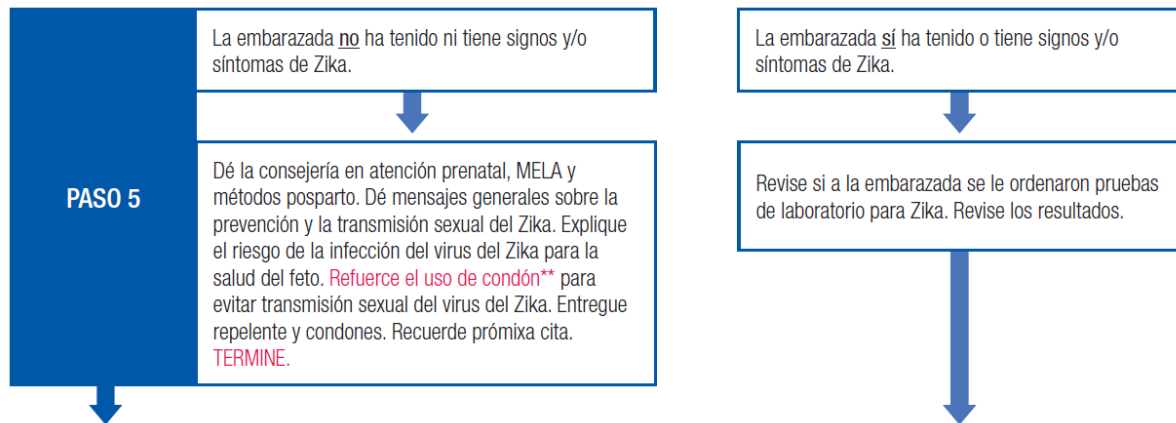 PASO 5
La embarazada no ha tenido ni tiene signos y/o
síntomas de Zika.
Dé la consejería en atención prenatal, MELA y
métodos posparto. Dé mensajes generales sobre la
prevención y la transmisión sexual del Zika. Explique
el riesgo de la infección del virus del Zika para la
salud del feto. Refuerce el uso de condón** para
evitar transmisión sexual del virus del Zika. Entregue
repelente y condones. Recuerde prómixa cita.
TERMINE.
La embarazada sí ha tenido o tiene signos y/o
síntomas de Zika.
Revise si a la embarazada se le ordenaron pruebas
de laboratorio para Zika. Revise los resultados.